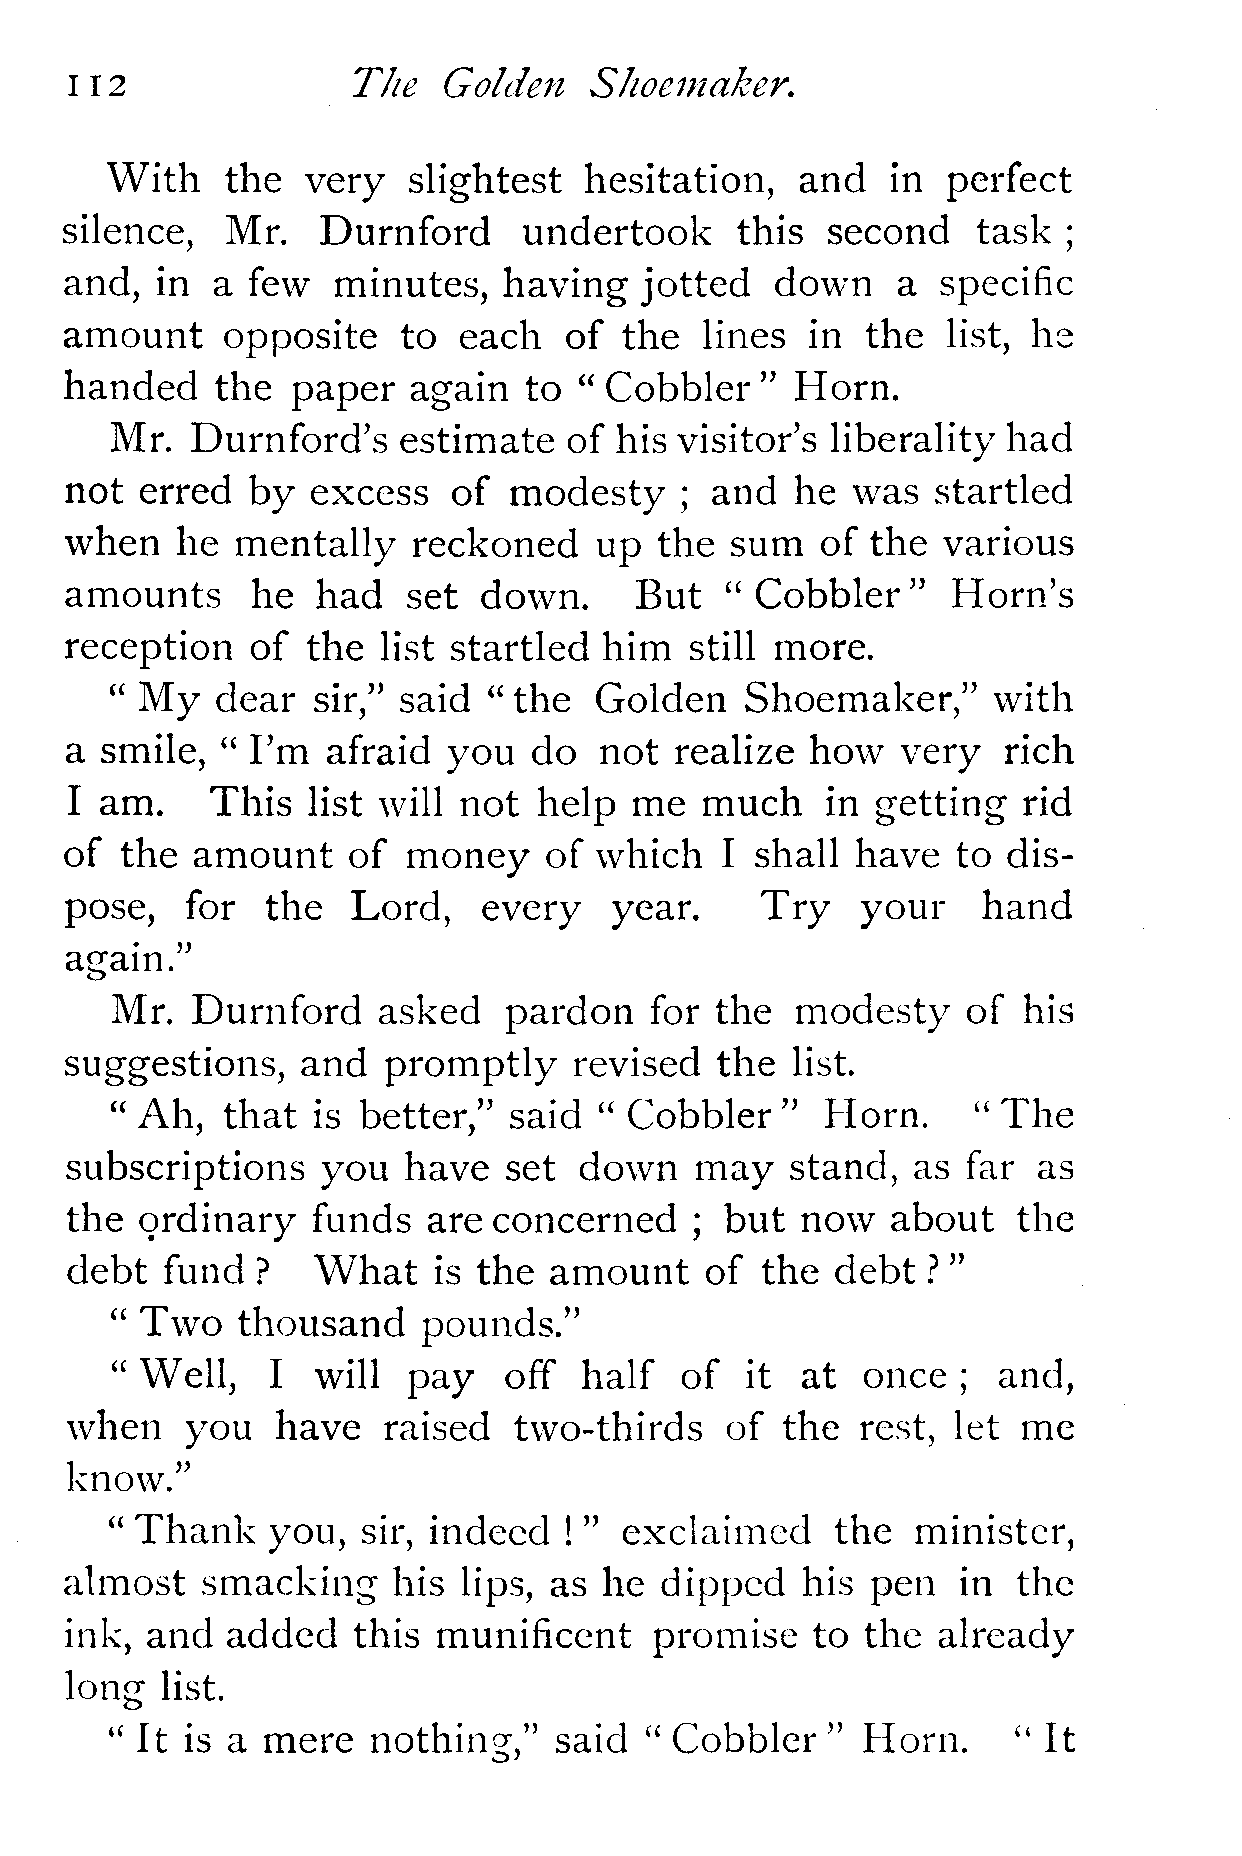 112 The Golden Shoemaker.
With the very slightest hesitation, and in perfect
silence, Mr. Durnford undertook this second task ;
and, in a few minutes, having jotted down a specific
amount opposite to each of the lines in the list, he
handed the paper again to “ Cobbler ” Horn.
Mr. Durnford’s estimate of his visitor’s liberality had
not erred by excess of modesty ; and he was startled
when he mentally reckoned up the sum of the various
amounts he had set down. But “ Cobbler ” Horn’s
reception of the list startled him still more.
“ My dear sir,” said “ the Golden Shoemaker,” with
a smile, “ I’m afraid you do not realize how very rich
I am. This list will not help me much in getting rid
of the amount of money of which I shall have to dis-
pose, for the Lord, every year. Try your hand
again.”
Mr. Durnford asked pardon for the modesty of his
suggestions, and promptly revised the list.
“ Ah, that is better,” said “ Cobbler ” Horn. “ The
subscriptions you have set down may stand, as far as
the ordinary funds are concerned ; but now about the
debt fund ? What is the amount of the debt ? ”
“ Two thousand pounds.”
“ Well, I will pay off half of it at once ; and,
when you have raised two-thirds of the rest, let me
know.”
“ Thank you, sir, indeed ! ” exclaimed the minister,
almost smacking his lips, as he dipped his pen in the
ink, and added this munificent promise to the already
long list.
“ It is a mere nothing,” said “ Cobbler ” Horn. “ It